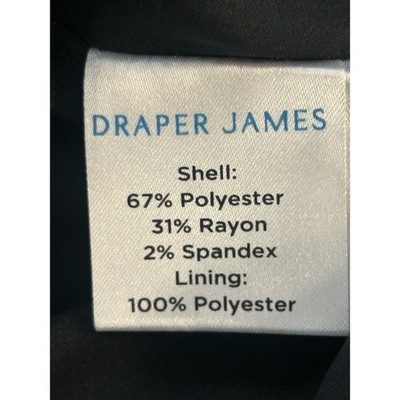 DRAPER JAMES
Shell:
67% Polyester
31% Rayon
2% Spandex
Lining:
100% Polyester